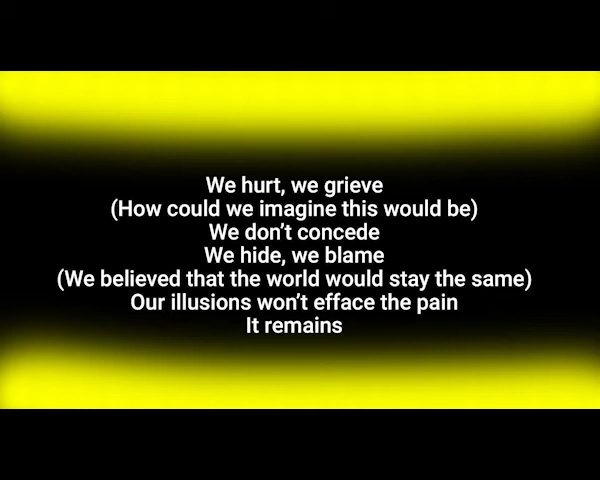 We hurt, we grieve
(How could we imagine this would be)
We don’t concede
We hide, we blame
(We believed that the world would stay the same)
Our illusions won’t efface the pain
It remains